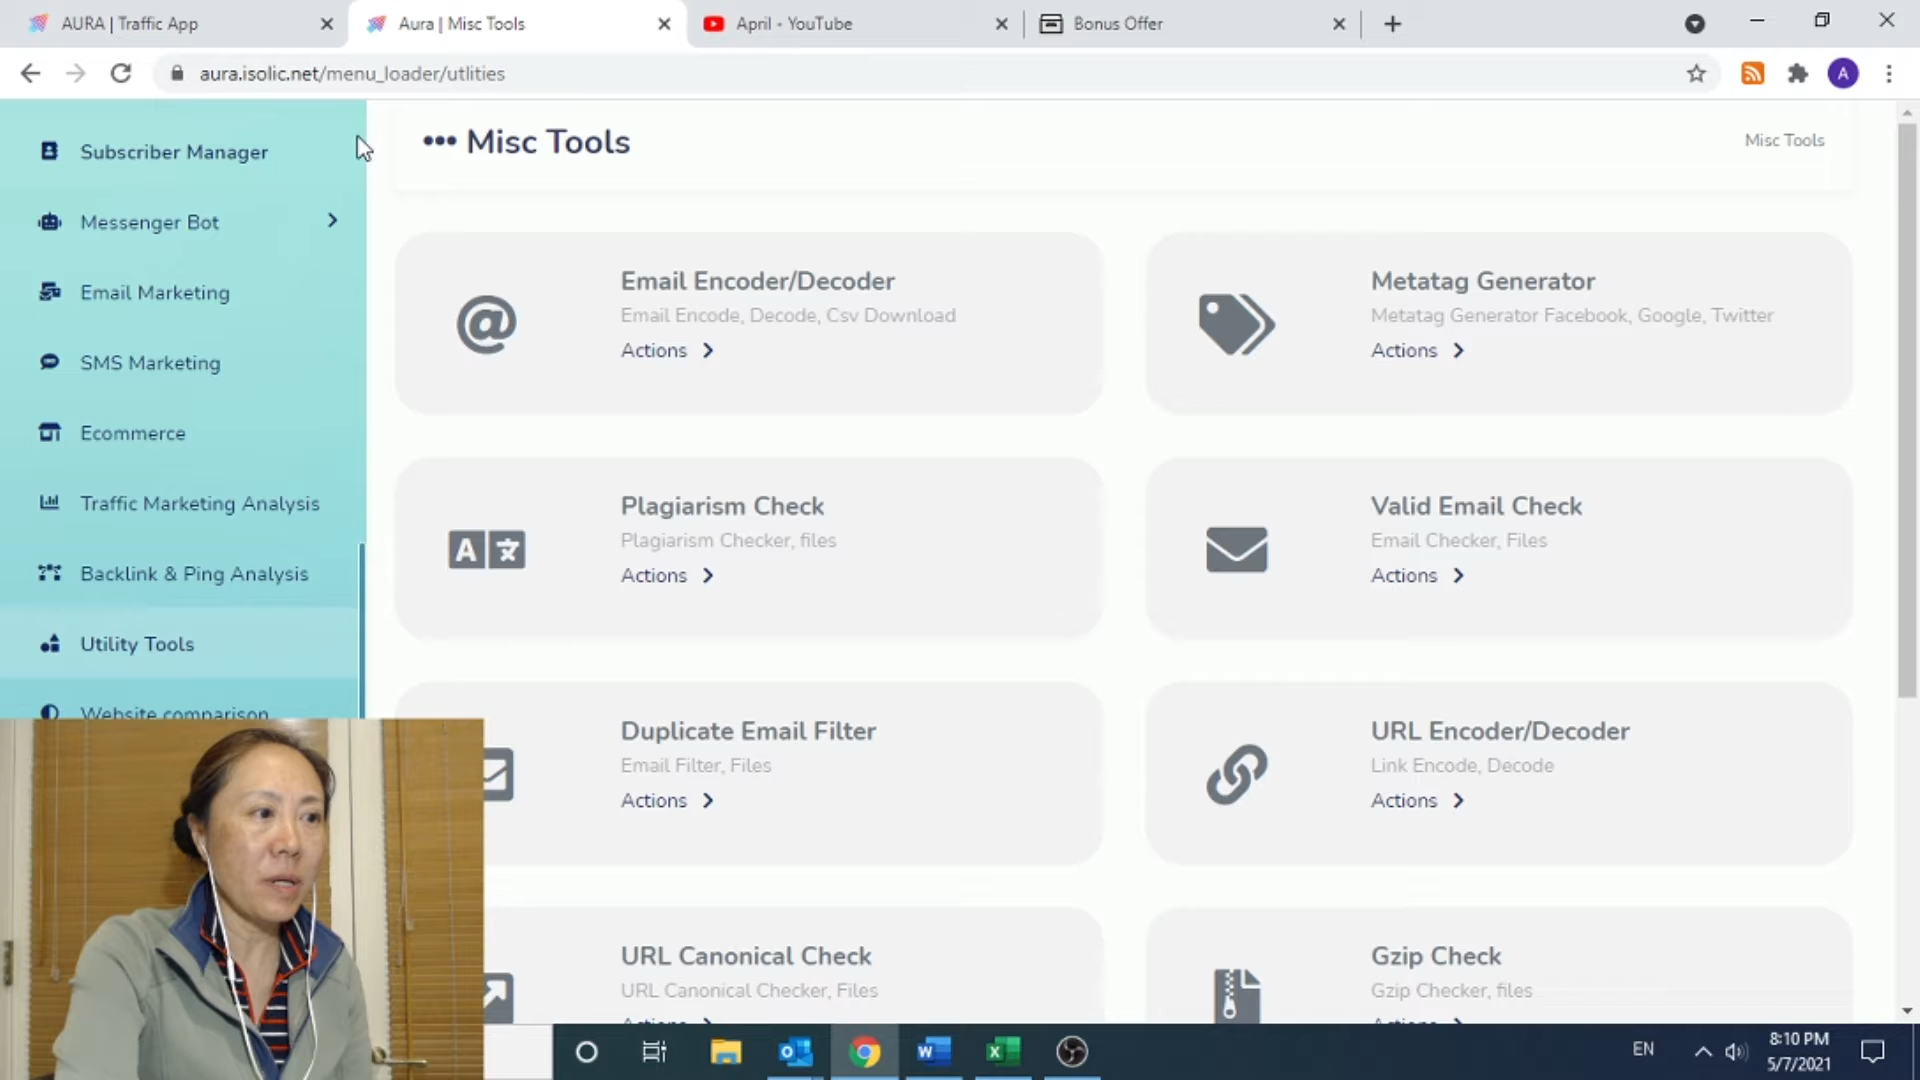 AURA | Traffic App
Aura | Misc Tools
April - YouTube
Bonus Offer
aura.isolic.net/menu_loader/utlities
A
Subscriber Manager
Messenger Bot
Email Marketing
SMS Marketing
Ecommerce
Traffic Marketing Analysis
Backlink & Ping Analysis
Utility Tools
Website comparison
••• Misc Tools
Misc Tools
Email Encoder/Decoder
Email Encode, Decode, Csv Download
Actions
Metatag Generator
Metatag Generator Facebook, Google, Twitter
Actions
A 文
Plagiarism Check
Plagiarism Checker, files
Actions
Valid Email Check
Email Checker, Files
Actions
Duplicate Email Filter
Email Filter, Files
Actions
URL Encoder/Decoder
Link Encode, Decode
Actions
URL Canonical Check
URL Canonical Checker, Files
Actions
Gzip Check
Gzip Checker, files
Actions
EN
8:10 PM
5/7/2021